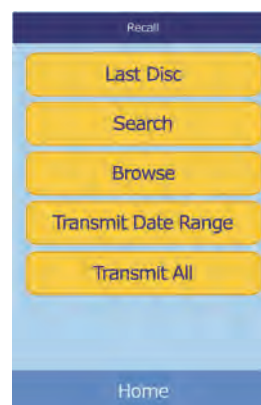 Recall
Last Disc
Search
Browse
Transmit Date Range
Transmit All
Home